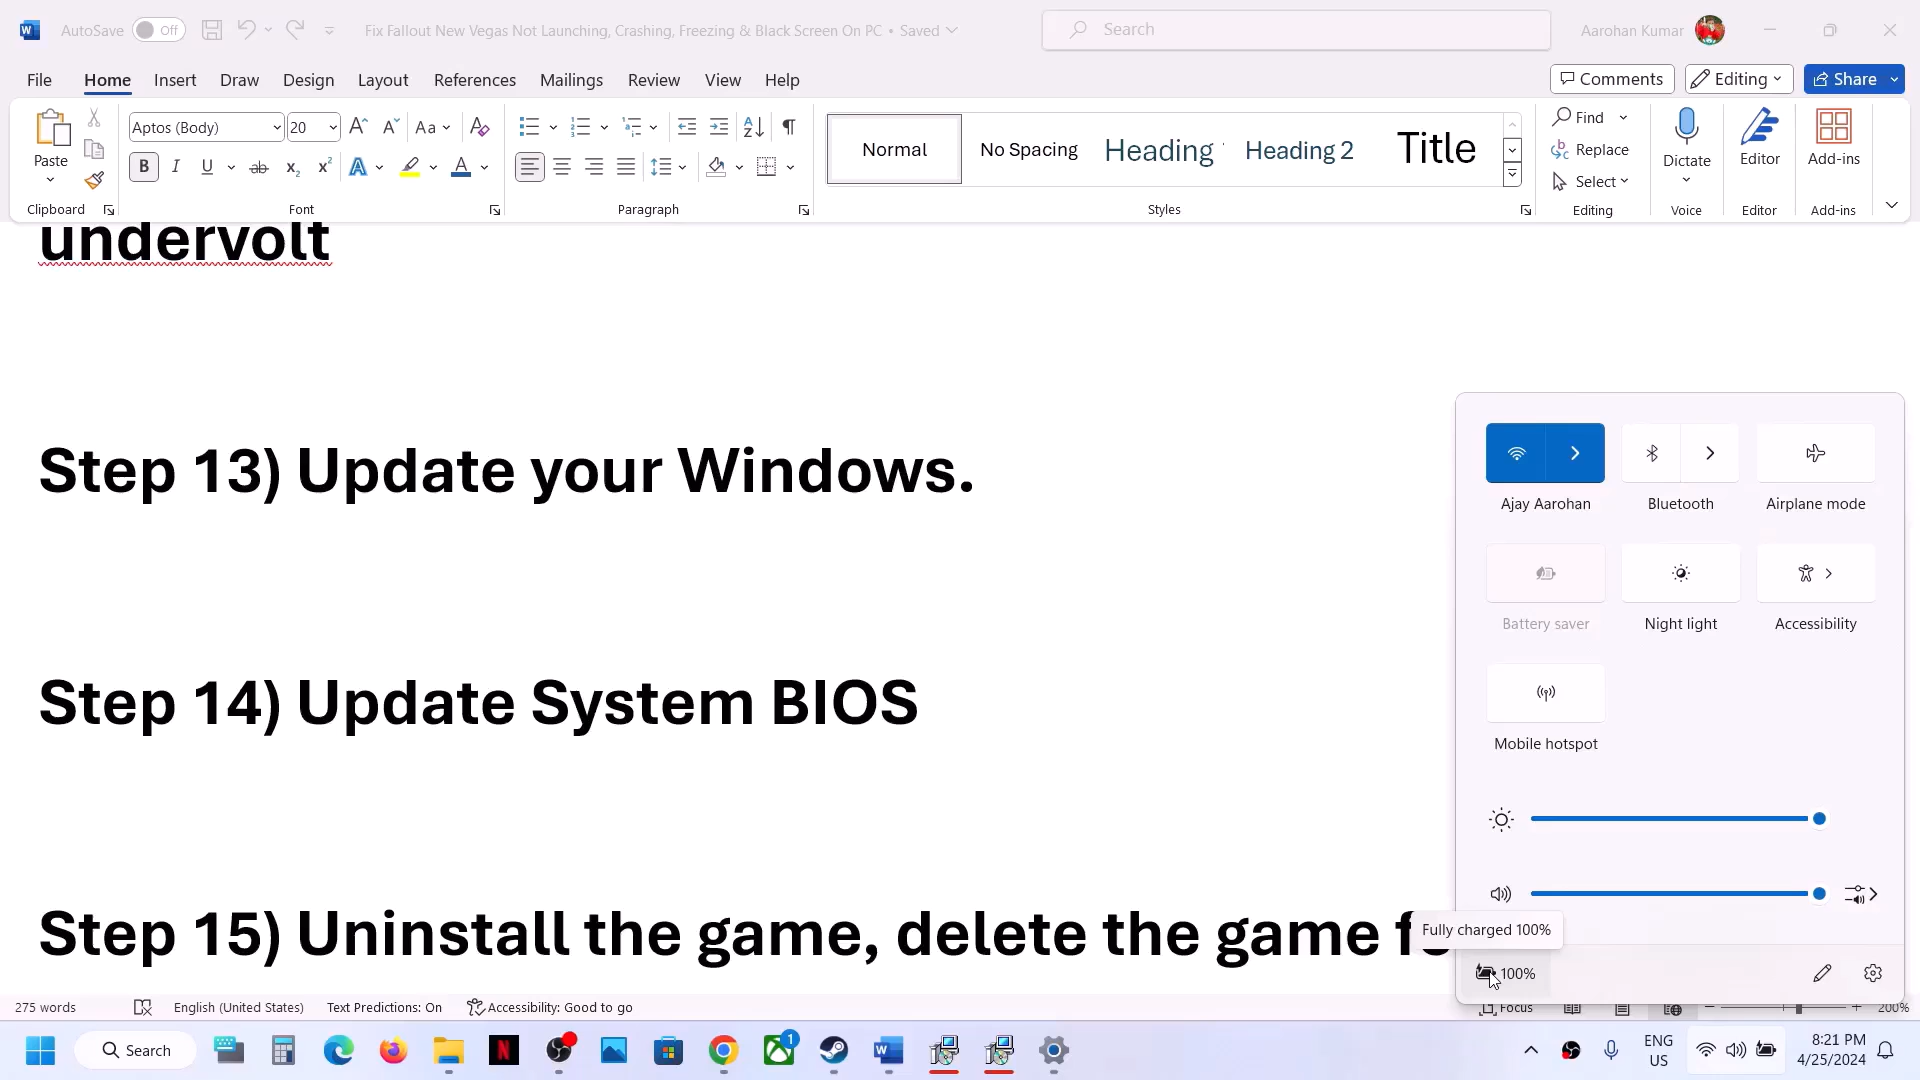 AutoSave
Off
Fix Fallout New Vegas Not Launching, Crashing, Freezing & Black Screen On PC • Saved
Search
Aarohan Kumar
File
Home
Insert
Draw
Design
Layout
References
Mailings
Review
View
Help
Comments
Editing
Share
Paste
Aptos (Body)
20
Aa
Normal
No Spacing
Heading
Heading 2
Title
Find
Replace
Select
Dictate
Editor
Add-ins
Clipboard
Font
Paragraph
Styles
Editing
Voice
Editor
Add-ins
undervolt
Step 13) Update your Windows.
Step 14) Update System BIOS
Step 15) Uninstall the game, delete the game
Ajay Aarohan
Bluetooth
Airplane mode
Battery saver
Night light
Accessibility
Mobile hotspot
Fully charged 100%
100%
275 words
English (United States)
Text Predictions: On
Accessibility: Good to go
Focus
200%
Search
1
ENG
US
8:21 PM
4/25/2024